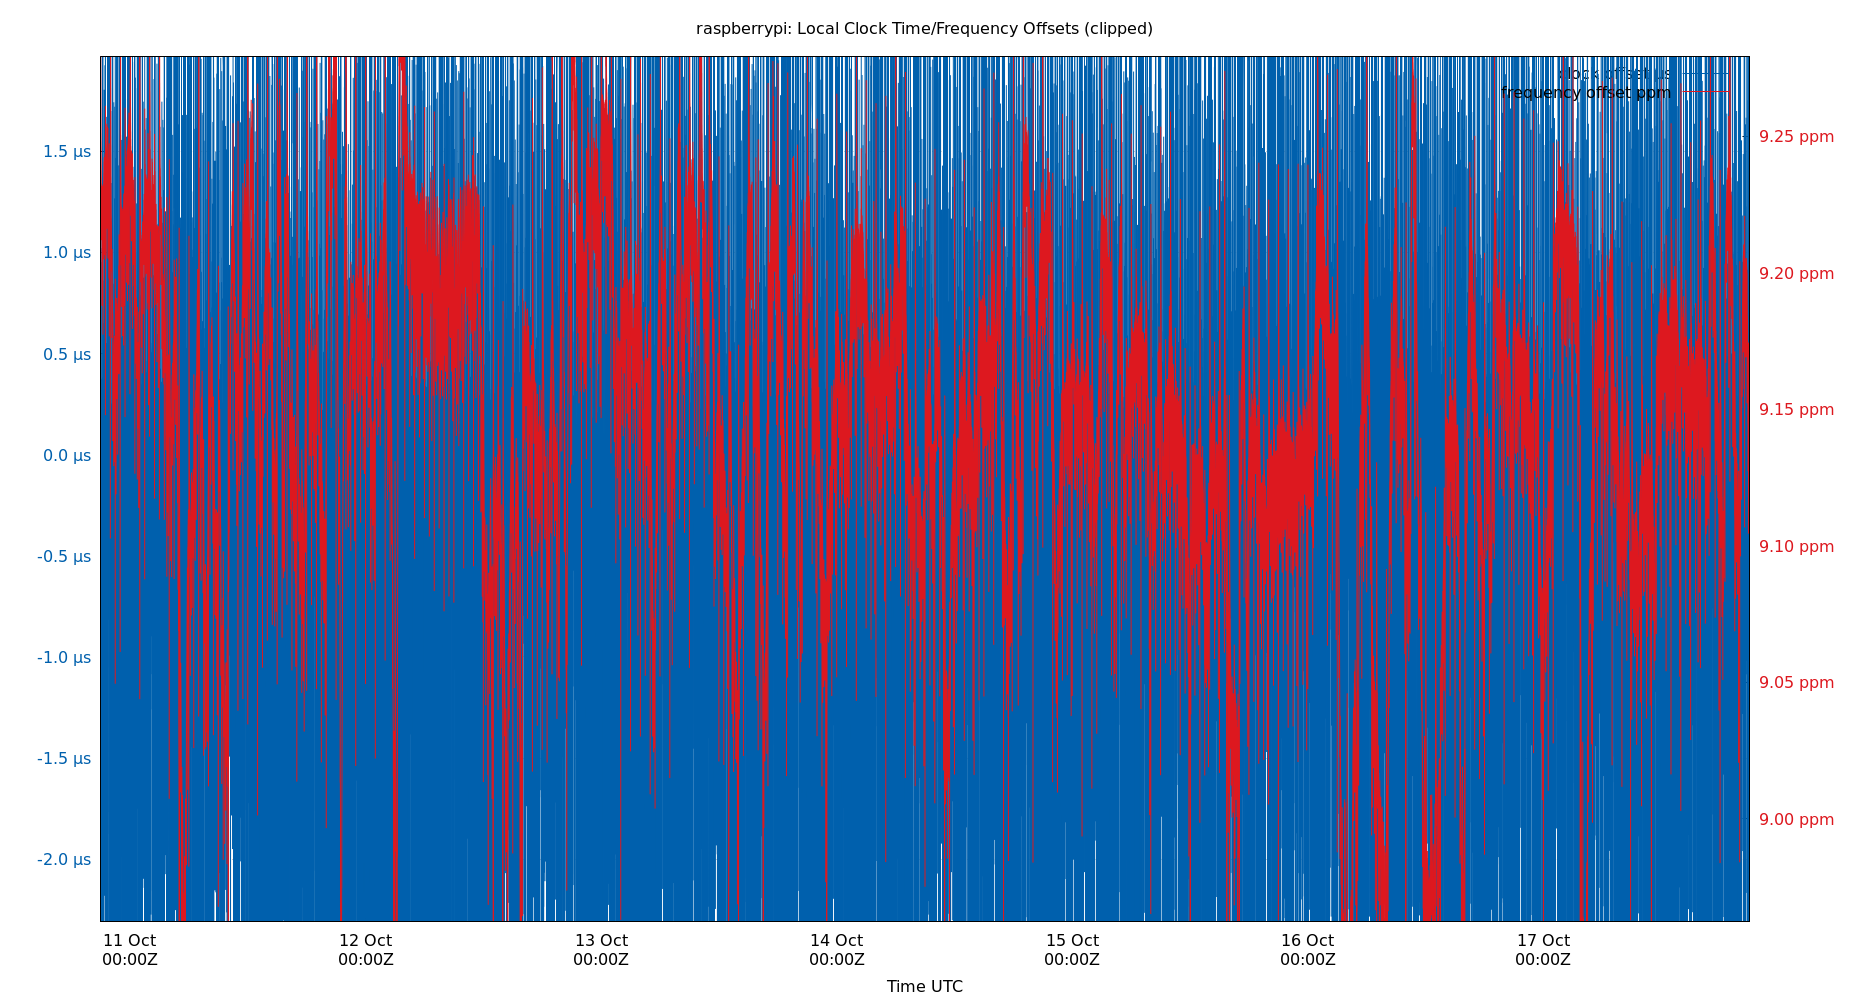 raspberrypi: Local Clock Time/Frequency Offsets (clipped)
clock offset µs
frequency offset ppm
1.5 µs
1.0 µs
0.5 µs
0.0 µs
-0.5 µs
-1.0 µs
-1.5 µs
-2.0 µs
9.25 ppm
9.20 ppm
9.15 ppm
9.10 ppm
9.05 ppm
9.00 ppm
11 Oct
00:00Z
12 Oct
00:00Z
13 Oct
00:00Z
14 Oct
00:00Z
15 Oct
00:00Z
16 Oct
00:00Z
17 Oct
00:00Z
Time UTC